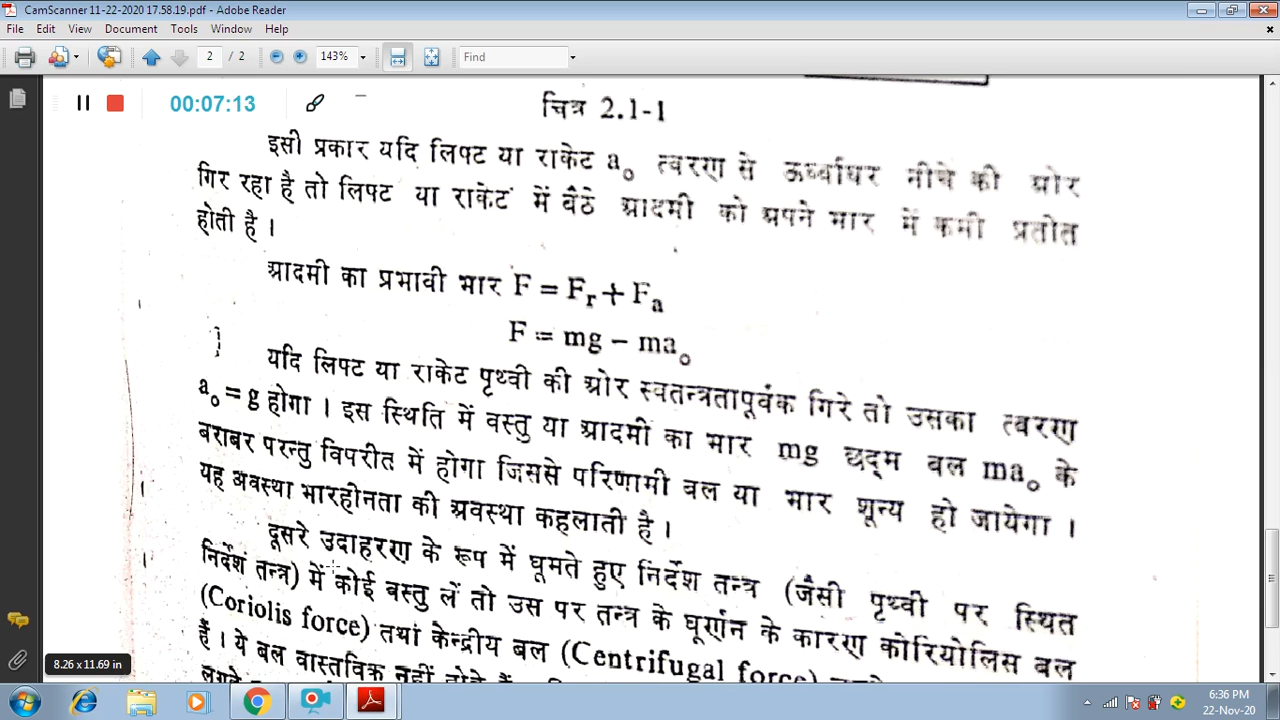 CamScanner 11-22-2020 17.58.19.pdf - Adobe Reader
File Edit View Document Tools Window Help
2 / 2 143% Find
00:07:13
चित्र 2.1-1
इसी प्रकार यदि लिफ्ट या राकेट a₀ त्वरण से ऊर्ध्वाधर नीचे की ओर
गिर रहा है तो लिफ्ट या राकेट में बैठे आदमी को अपने भार में कमी प्रतीत
होती है ।
आदमी का प्रभावी भार F = Fᵣ + Fₐ
F = mg − ma₀
यदि लिफ्ट या राकेट पृथ्वी की ओर स्वतन्त्रतापूर्वक गिरे तो उसका त्वरण
a₀ = g होगा । इस स्थिति में वस्तु या आदमी का भार mg छद्म बल ma₀ के
बराबर परन्तु विपरीत में होगा जिससे परिणामी बल या भार शून्य हो जायेगा ।
यह अवस्था भारहीनता की अवस्था कहलाती है ।
दूसरे उदाहरण के रूप में घूमते हुए निर्देश तन्त्र (जैसी पृथ्वी पर स्थित
निर्देश तन्त्र) में कोई वस्तु लें तो उस पर तन्त्र के घूर्णन के कारण कोरियोलिस बल
(Coriolis force) तथा केन्द्रीय बल (Centrifugal force)
हैं । ये बल वास्तविक नहीं होते
8.26 x 11.69 in
6:36 PM
22-Nov-20